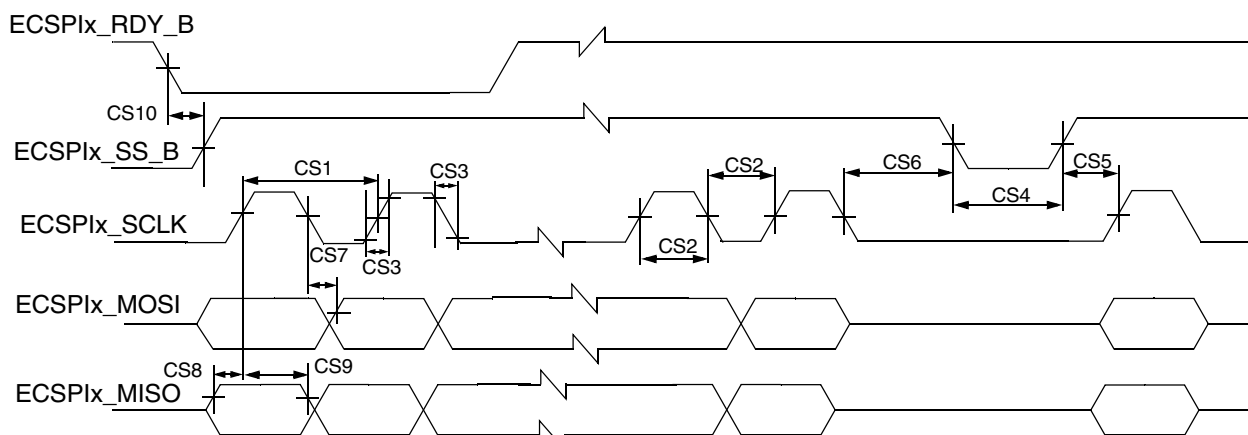 ECSPIx_RDY_B
CS10
ECSPIx_SS_B
CS1
CS3
CS2
CS6
CS5
CS4
ECSPIx_SCLK
CS7
CS3
CS2
ECSPIx_MOSI
CS8
CS9
ECSPIx_MISO